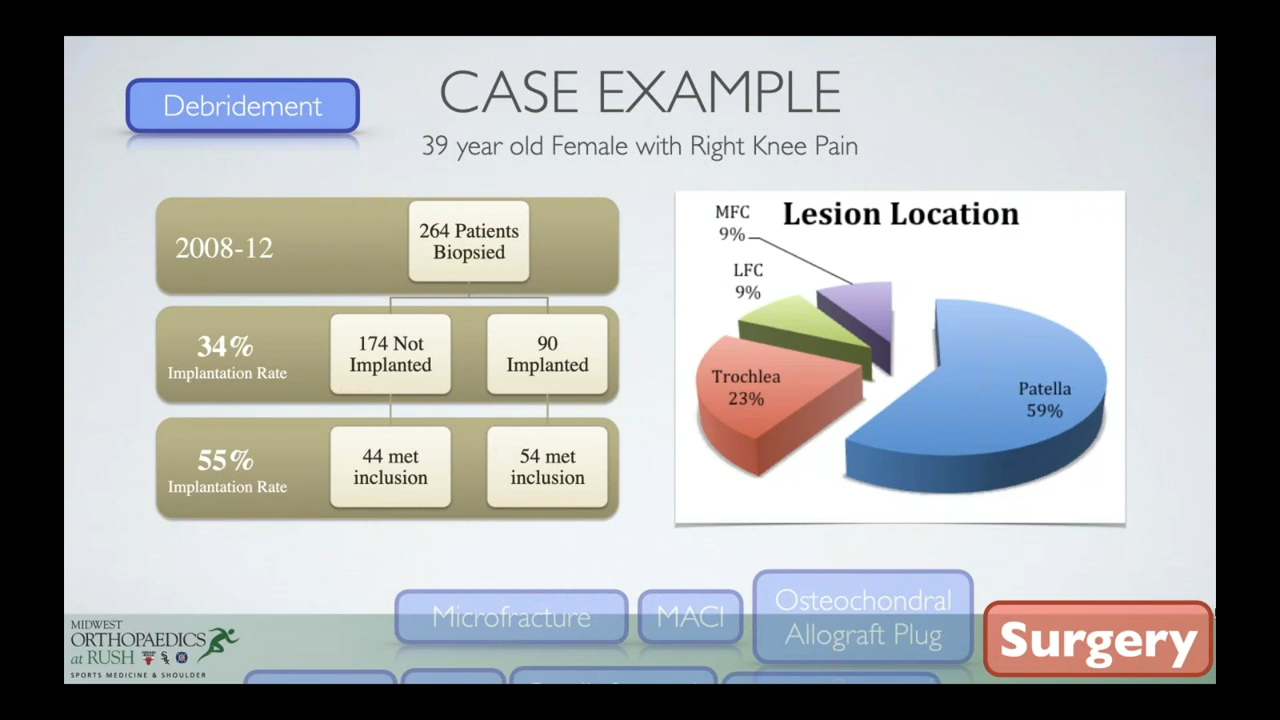 Debridement
CASE EXAMPLE
39 year old Female with Right Knee Pain
2008-12
264 Patients
Biopsied
34%
Implantation Rate
174 Not
Implanted
90
Implanted
55%
Implantation Rate
44 met
inclusion
54 met
inclusion
Lesion Location
MFC
9%
LFC
9%
Trochlea
23%
Patella
59%
Microfracture
MACI
Osteochondral
Allograft Plug
Surgery
MIDWEST
ORTHOPAEDICS
at RUSH
SPORTS MEDICINE & SHOULDER